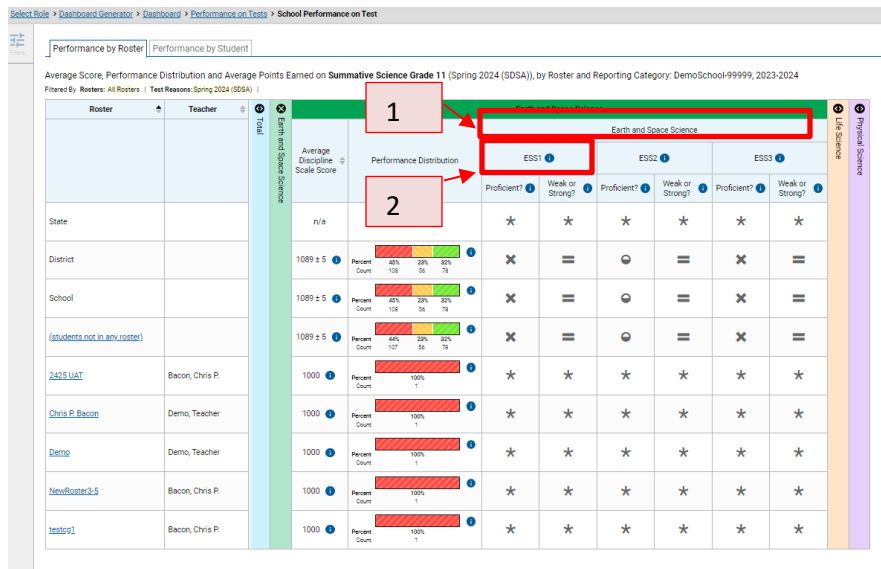 Select Role > Dashboard Generator > Dashboard > Performance on Tests > School Performance on Test
Filters
Performance by Roster
Performance by Student
Average Score, Performance Distribution and Average Points Earned on Summative Science Grade 11 (Spring 2024 (SDSA)), by Roster and Reporting Category: DemoSchool-99999, 2023-2024
Filtered By Rosters: All Rosters | Test Reasons: Spring 2024 (SDSA) |
Roster
Teacher
Total
Earth and Space Science
Earth and Space Science
Life Science
Physical Science
1
Earth and Space Science
Average Discipline Scale Score
Performance Distribution
ESS1
ESS2
ESS3
2
Proficient?
Weak or Strong?
Proficient?
Weak or Strong?
Proficient?
Weak or Strong?
State
n/a
District
1089 ± 5
Percent 45% 23% 32%
Count 108 56 78
School
1089 ± 5
Percent 45% 23% 32%
Count 108 56 78
(students not in any roster)
1089 ± 5
Percent 44% 23% 32%
Count 107 56 78
2425 UAT
Bacon, Chris P.
1000
Percent 100%
Count 1
Chris P. Bacon
Demo, Teacher
1000
Percent 100%
Count 1
Demo
Demo, Teacher
1000
Percent 100%
Count 1
NewRoster3-5
Bacon, Chris P.
1000
Percent 100%
Count 1
testcg1
Bacon, Chris P.
1000
Percent 100%
Count 1